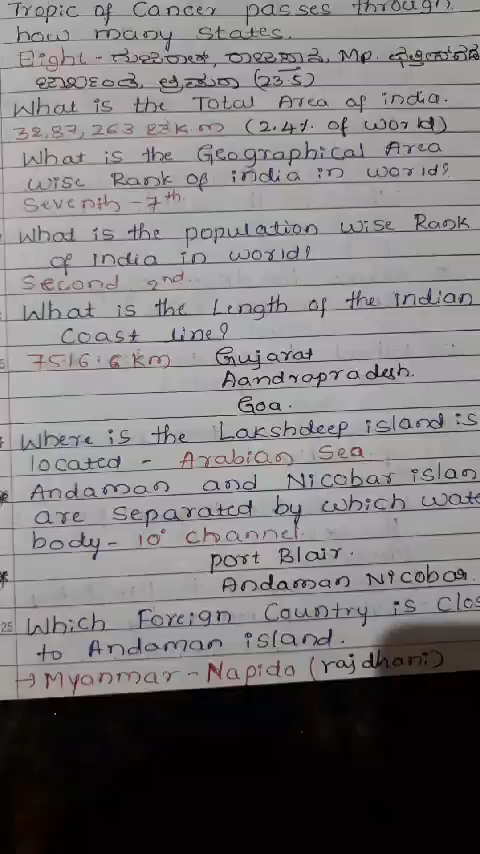 Tropic of Cancer passes through
how many states.
Eight - ಗುಜರಾತ, ರಾಜಸ್ತಾನ, Mp.
ಜಾರ್ಖಂಡ, ತ್ರಿಪುರಾ (23.5)
What is the Total Area of india.
32,87,263 ಚKm (2.4% of world)
What is the Geographical Area
wise Rank of india in world?
Seventh - 7th
What is the population wise Rank
of India in world?
Second 2nd.
What is the Length of the indian
Coast line?
7516.6 Km Gujarat
Aandrapradesh.
Goa.
Where is the Lakshdeep island is
located - Arabian Sea.
Andaman and Nicobar islan
are separated by which wate
body - 10° channel.
port Blair.
Andaman Nicobar.
25 Which Foreign Country is Clos
to Andaman island.
→ Myanmar - Napido (rajdhani)